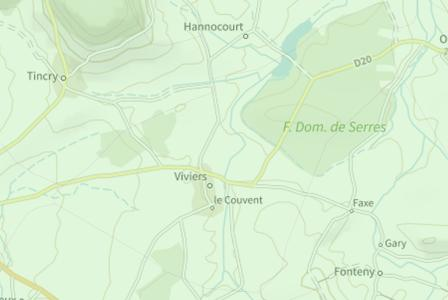 Hannocourt
O
D20
Tincry
F. Dom. de Serres
Viviers
le Couvent
Faxe
Gary
Fonteny